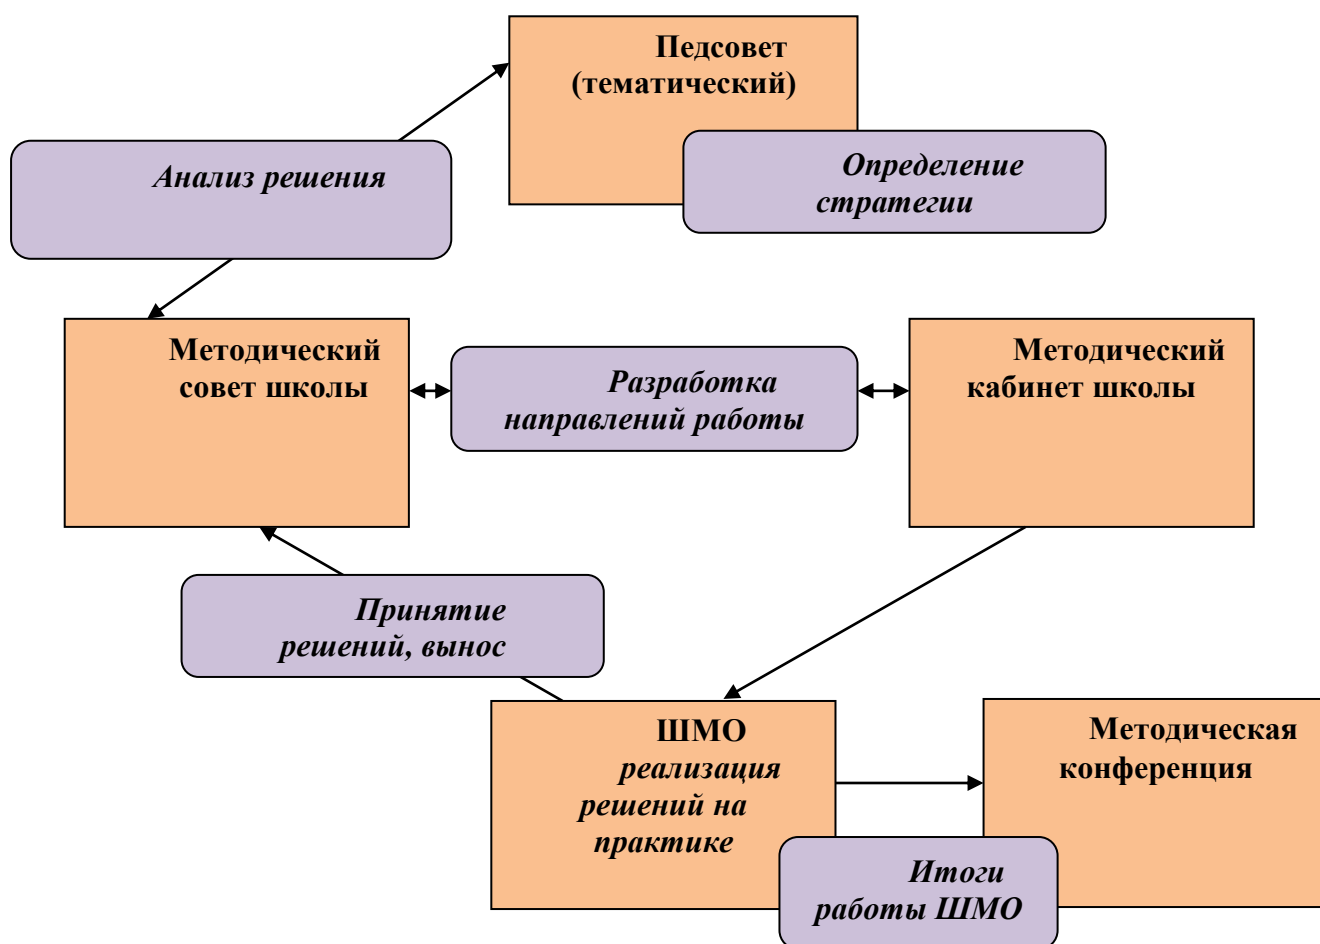 Педсовет
(тематический)
Анализ решения
Определение
стратегии
Методический
совет школы
Разработка
направлений работы
Методический
кабинет школы
Принятие
решений, вынос
ШМО
реализация
решений на
практике
Методическая
конференция
Итоги
работы ШМО